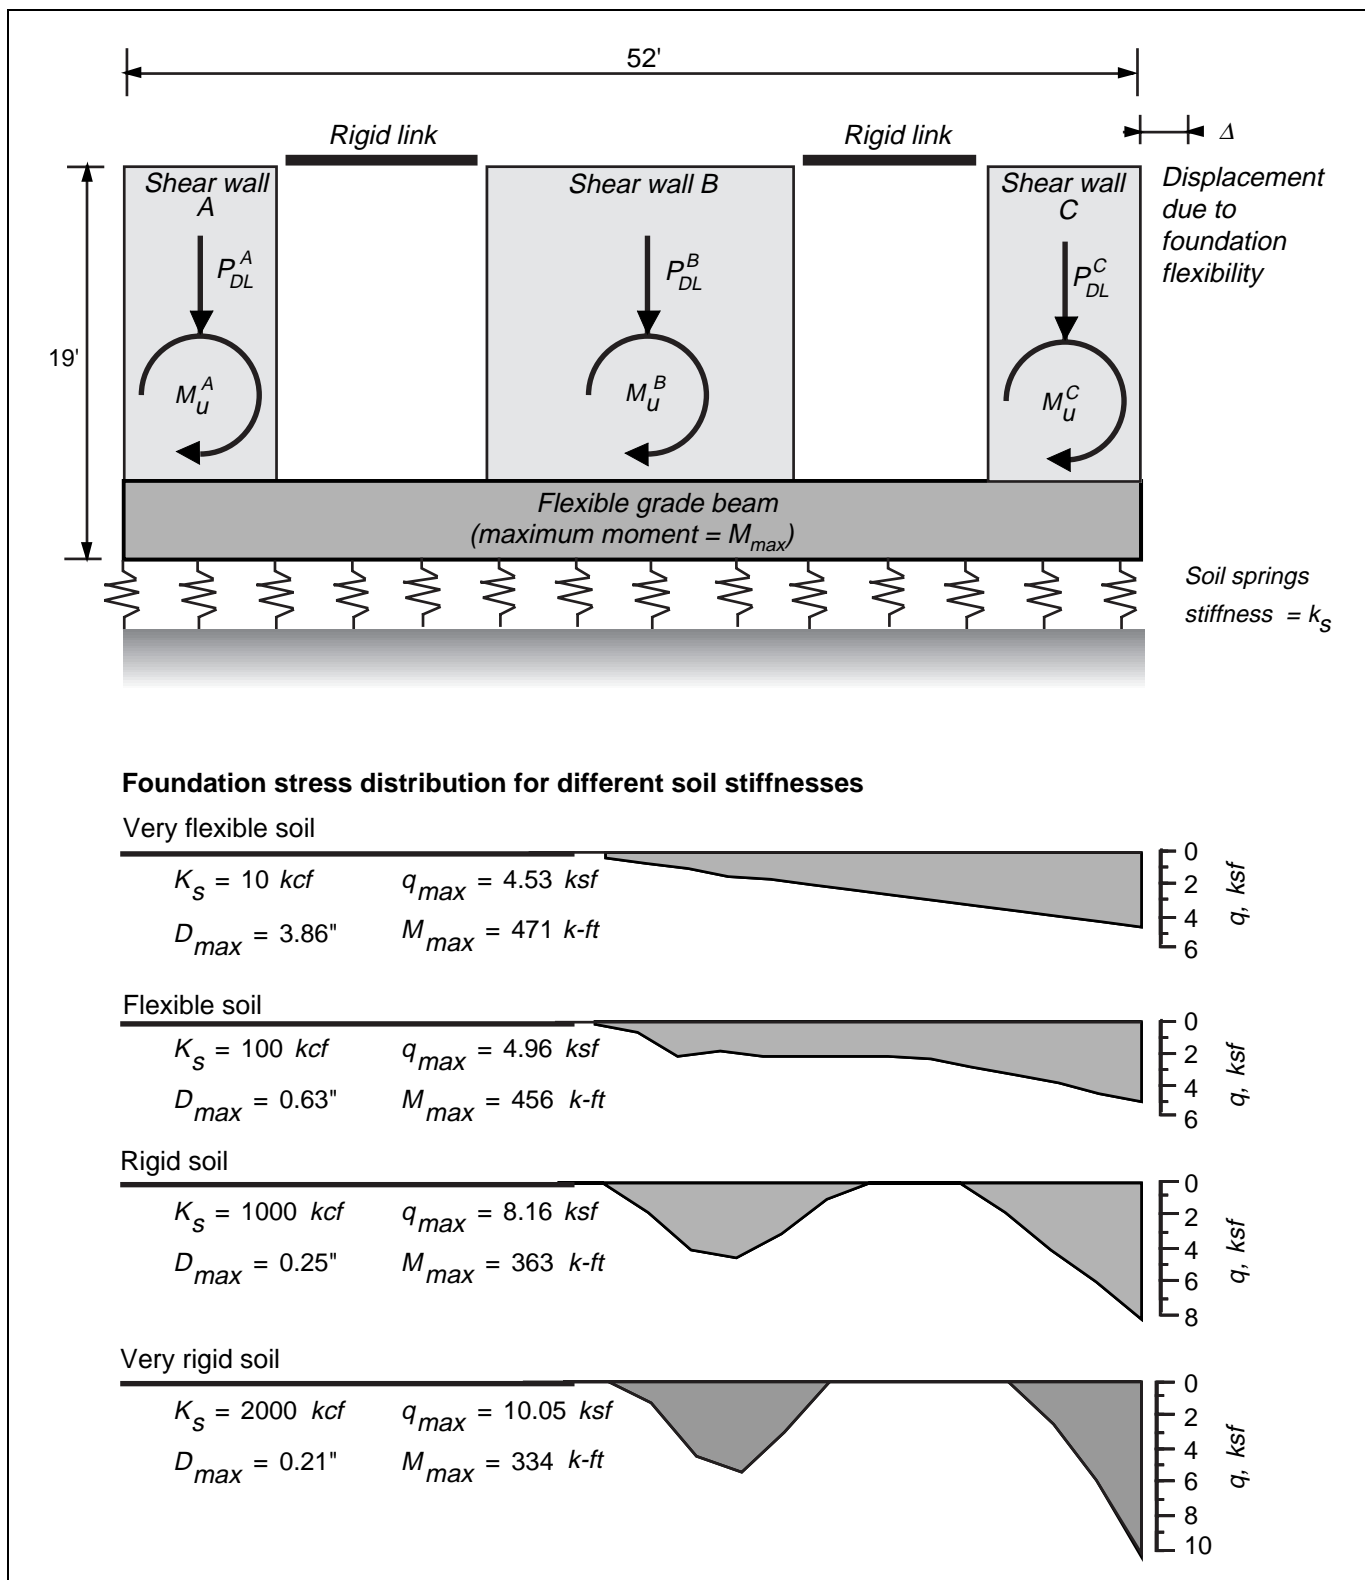 52'
Rigid link
Rigid link
Δ
Shear wall
A
Shear wall B
Shear wall
C
Displacement
due to
foundation
flexibility
P_DL^A
P_DL^B
P_DL^C
19'
M_u^A
M_u^B
M_u^C
Flexible grade beam
(maximum moment = M_max)
Soil springs
stiffness = k_s
Foundation stress distribution for different soil stiffnesses
Very flexible soil
K_s = 10 kcf
q_max = 4.53 ksf
D_max = 3.86"
M_max = 471 k-ft
0
2
4
6
q, ksf
Flexible soil
K_s = 100 kcf
q_max = 4.96 ksf
D_max = 0.63"
M_max = 456 k-ft
0
2
4
6
q, ksf
Rigid soil
K_s = 1000 kcf
q_max = 8.16 ksf
D_max = 0.25"
M_max = 363 k-ft
0
2
4
6
8
q, ksf
Very rigid soil
K_s = 2000 kcf
q_max = 10.05 ksf
D_max = 0.21"
M_max = 334 k-ft
0
2
4
6
8
10
q, ksf